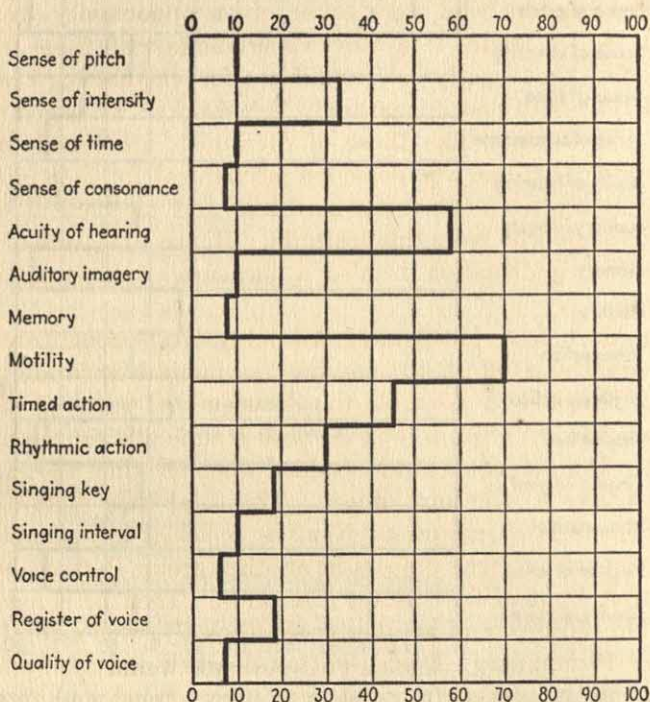 0 10 20 30 40 50 60 70 80 90 100
Sense of pitch
Sense of intensity
Sense of time
Sense of consonance
Acuity of hearing
Auditory imagery
Memory
Motility
Timed action
Rhythmic action
Singing key
Singing interval
Voice control
Register of voice
Quality of voice
0 10 20 30 40 50 60 70 80 90 100